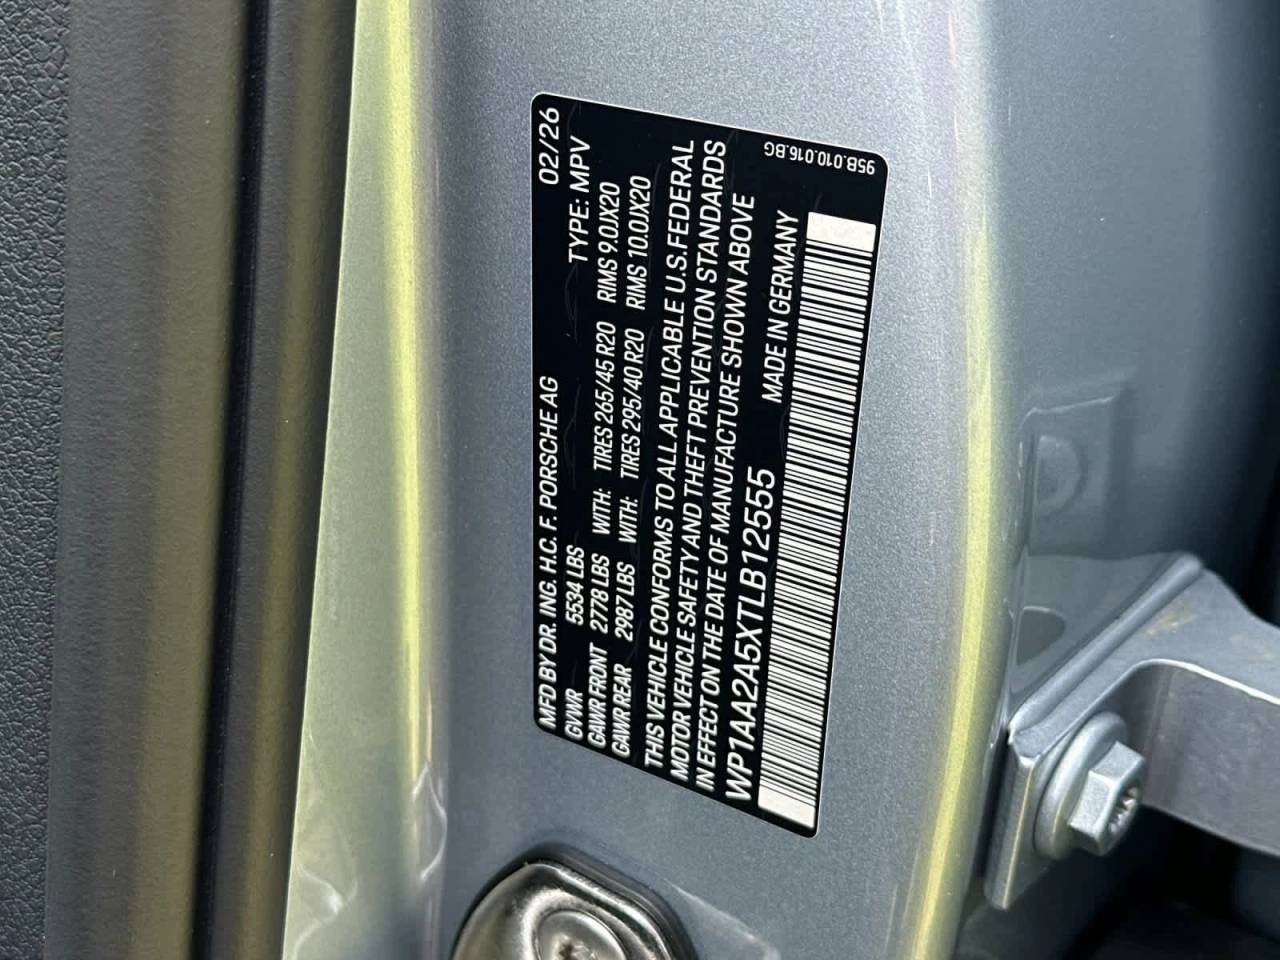 MFD BY DR. ING. H.C. F. PORSCHE AG 02/26
GVWR 5534 LBS TYPE: MPV
GAWR FRONT 2778 LBS WITH: TIRES 265/45 R20 RIMS 9.0JX20
GAWR REAR 2987 LBS WITH: TIRES 295/40 R20 RIMS 10.0JX20
THIS VEHICLE CONFORMS TO ALL APPLICABLE U.S.FEDERAL
MOTOR VEHICLE SAFETY AND THEFT PREVENTION STANDARDS
IN EFFECT ON THE DATE OF MANUFACTURE SHOWN ABOVE
WP1AA2A5XTLB12555 MADE IN GERMANY
95B.010.016.BG